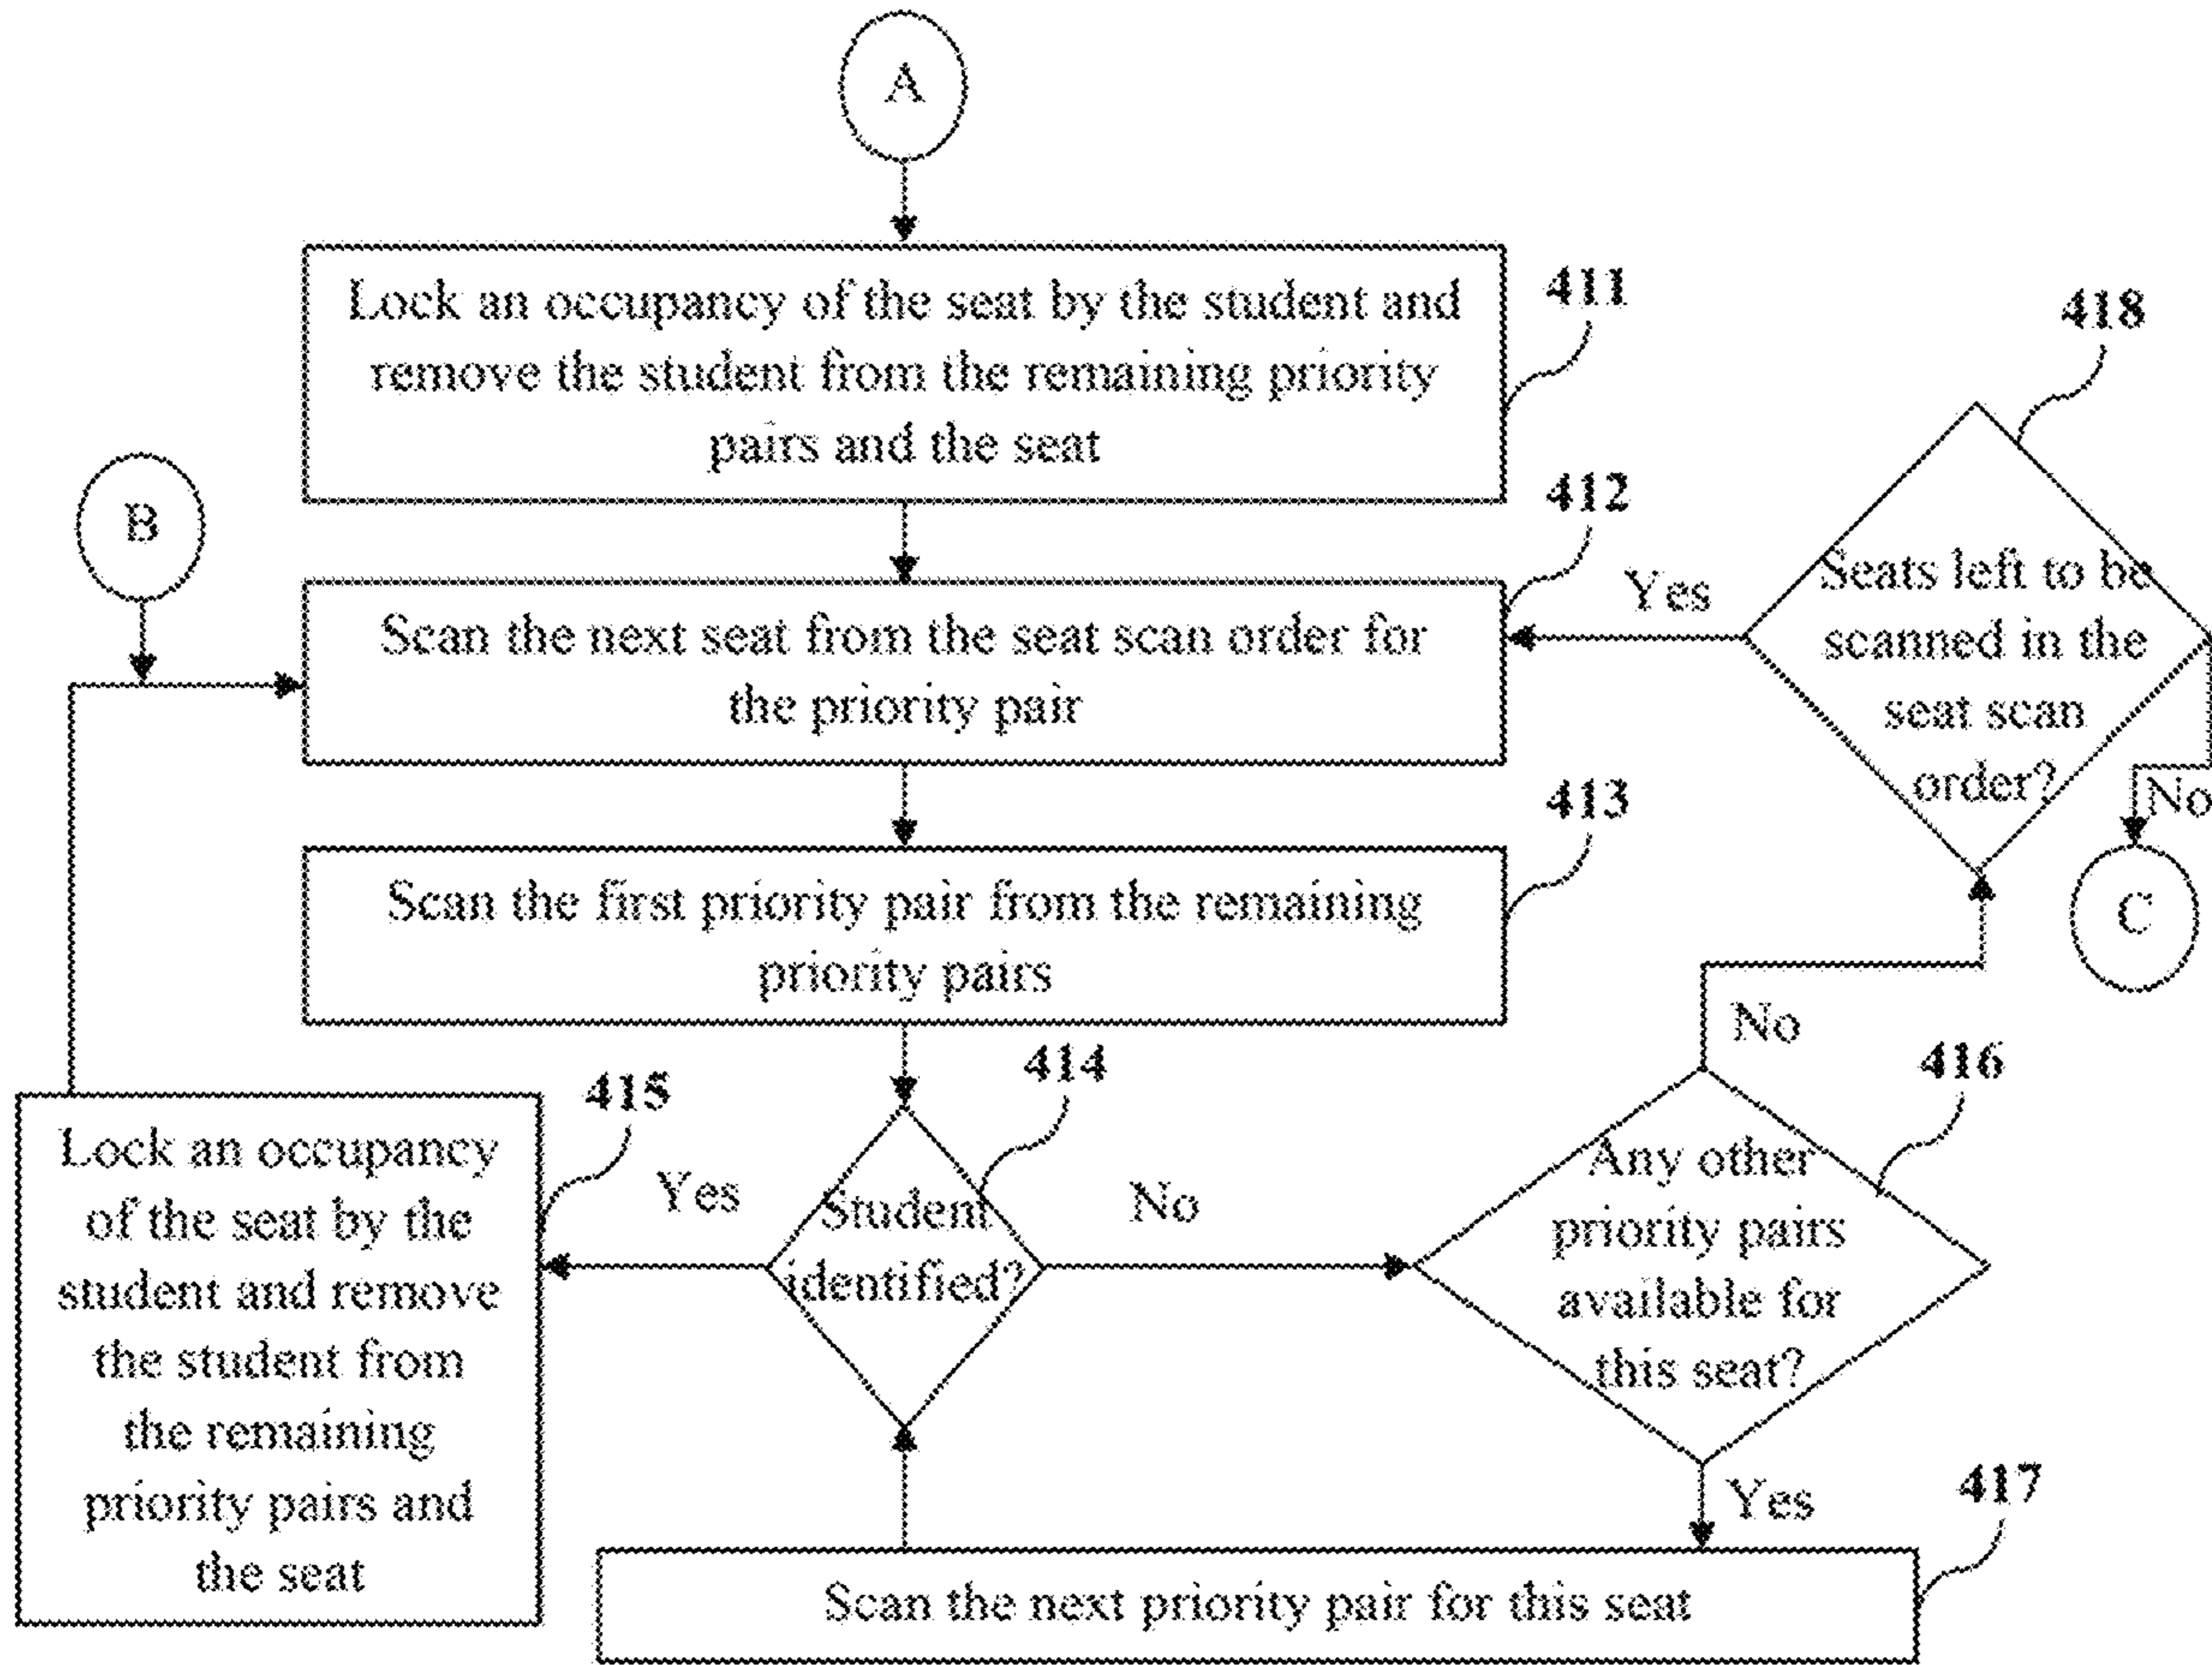 A
Lock an occupancy of the seat by the student and
remove the student from the remaining priority
pairs and the seat
411
418
B
412
Scan the next seat from the seat scan order for
the priority pair
Yes
Seats left to be
scanned in the
seat scan
order?
No
C
413
Scan the first priority pair from the remaining
priority pairs
No
415
Lock an occupancy
of the seat by the
student and remove
the student from
the remaining
priority pairs and
the seat
Yes
414
Student
identified?
No
416
Any other
priority pairs
available for
this seat?
Yes
417
Scan the next priority pair for this seat